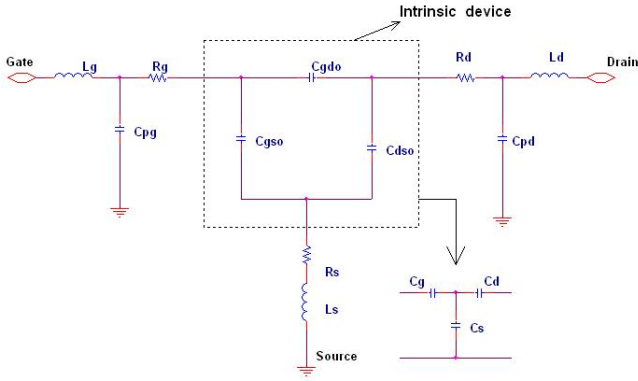 Intrinsic device
Gate
Lg
Rg
Cgdo
Rd
Ld
Drain
Cpg
Cgso
Cdso
Cpd
Rs
Ls
Source
Cg
Cd
Cs